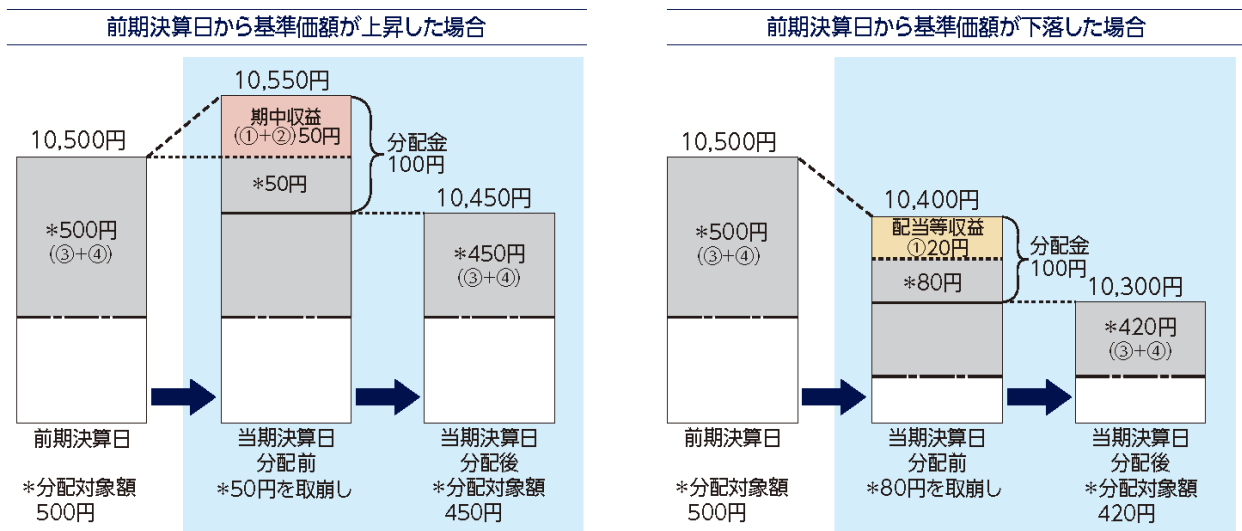 前期決算日から基準価額が上昇した場合
10,500円
10,550円
期中収益
(①+②)50円
*50円
分配金
100円
10,450円
*500円
(③+④)
*450円
(③+④)
前期決算日
当期決算日
分配前
当期決算日
分配後
*分配対象額
500円
*50円を取崩し
*分配対象額
450円
前期決算日から基準価額が下落した場合
10,500円
10,400円
配当等収益
①20円
*80円
分配金
100円
10,300円
*500円
(③+④)
*420円
(③+④)
前期決算日
当期決算日
分配前
当期決算日
分配後
*分配対象額
500円
*80円を取崩し
*分配対象額
420円